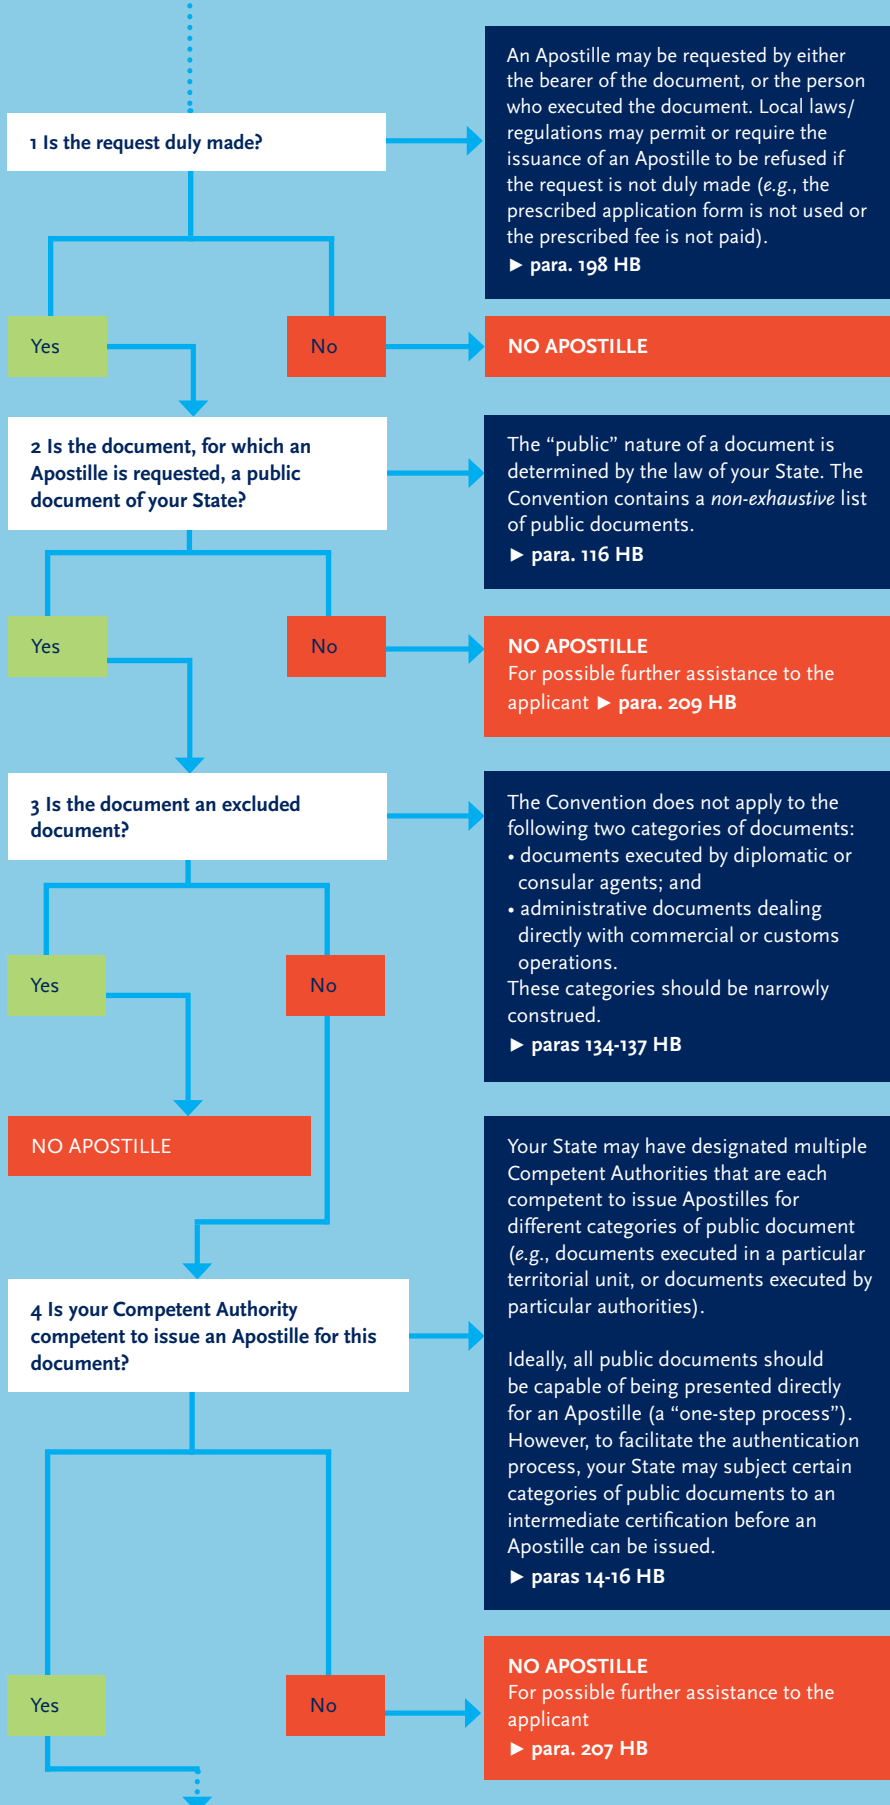 1 Is the request duly made?
An Apostille may be requested by either
the bearer of the document, or the person
who executed the document. Local laws/
regulations may permit or require the
issuance of an Apostille to be refused if
the request is not duly made (e.g., the
prescribed application form is not used or
the prescribed fee is not paid).
► para. 198 HB
Yes
No
NO APOSTILLE
2 Is the document, for which an
Apostille is requested, a public
document of your State?
The “public” nature of a document is
determined by the law of your State. The
Convention contains a non-exhaustive list
of public documents.
► para. 116 HB
Yes
No
NO APOSTILLE
For possible further assistance to the
applicant ► para. 209 HB
3 Is the document an excluded
document?
The Convention does not apply to the
following two categories of documents:
• documents executed by diplomatic or
consular agents; and
• administrative documents dealing
directly with commercial or customs
operations.
These categories should be narrowly
construed.
► paras 134-137 HB
Yes
No
NO APOSTILLE
Your State may have designated multiple
Competent Authorities that are each
competent to issue Apostilles for
different categories of public document
(e.g., documents executed in a particular
territorial unit, or documents executed by
particular authorities).
Ideally, all public documents should
be capable of being presented directly
for an Apostille (a “one-step process”).
However, to facilitate the authentication
process, your State may subject certain
categories of public documents to an
intermediate certification before an
Apostille can be issued.
► paras 14-16 HB
4 Is your Competent Authority
competent to issue an Apostille for this
document?
Yes
No
NO APOSTILLE
For possible further assistance to the
applicant
► para. 207 HB